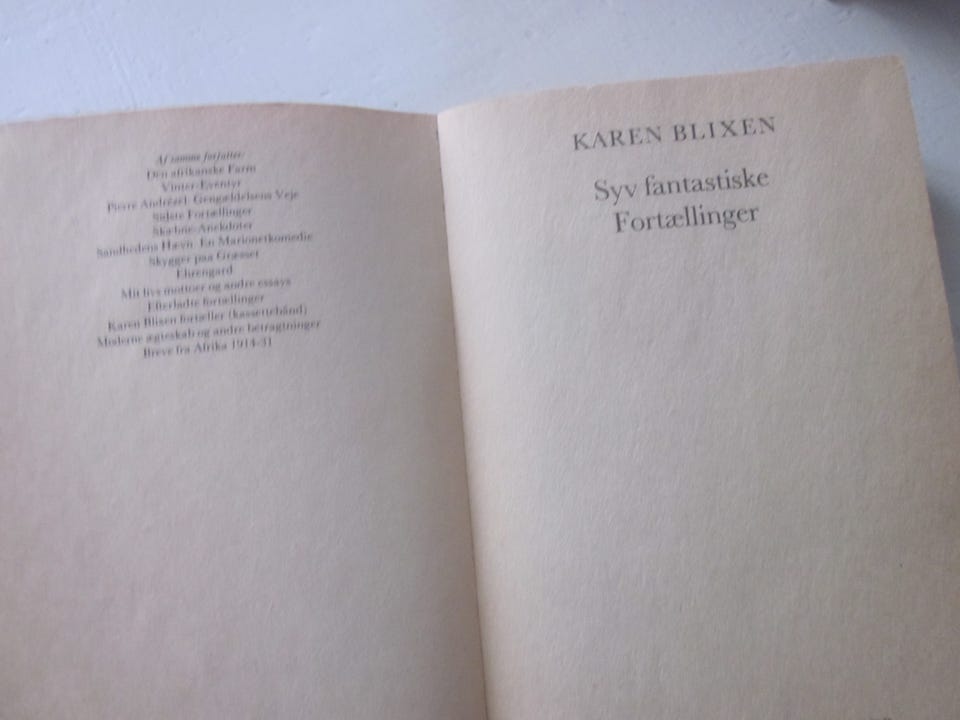 Af samme forfatter:
Den afrikanske Farm
Vinter-Eventyr
Pierre Andrézel: Gengældelsens Veje
Sidste Fortællinger
Skæbne-Anekdoter
Sandhedens Hævn. En Marionetkomedie
Skygger paa Græsset
Ehrengard
Mit livs mottoer og andre essays
Efterladte fortællinger
Karen Blixen fortæller (kassettebånd)
Moderne ægteskab og andre betragtninger
Breve fra Afrika 1914-31
KAREN BLIXEN
Syv fantastiske
Fortællinger